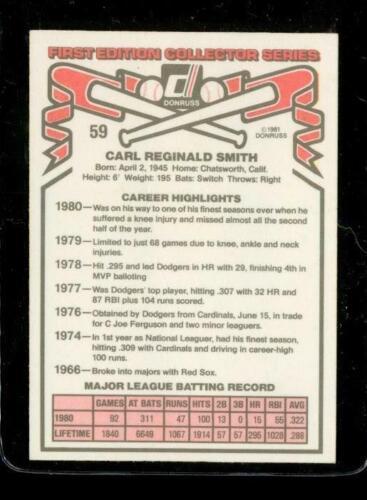 FIRST EDITION COLLECTOR SERIES
DONRUSS
59
©1981
DONRUSS
CARL REGINALD SMITH
Born: April 2, 1945 Home: Chatsworth, Calif.
Height: 6' Weight: 195 Bats: Switch Throws: Right
CAREER HIGHLIGHTS
1980—Was on his way to one of his finest seasons ever when he
suffered a knee injury and missed almost all of the second
half of the year.
1979—Limited to just 68 games due to knee, ankle and neck
injuries.
1978—Hit .295 and led Dodgers in HR with 29, finishing 4th in
MVP balloting
1977—Was Dodgers' top player, hitting .307 with 32 HR and
87 RBI plus 104 runs scored.
1976—Obtained by Dodgers from Cardinals, June 15, in trade
for C Joe Ferguson and two minor leaguers.
1974—In 1st year as National Leaguer, had his finest season,
hitting .309 with Cardinals and driving in career-high
100 runs.
1966—Broke into majors with Red Sox.
MAJOR LEAGUE BATTING RECORD
GAMES AT BATS RUNS HITS 2B 3B HR RBI AVG
1980 92 311 47 100 13 0 15 55 .322
LIFETIME 1840 6649 1067 1914 57 57 295 1028 .288